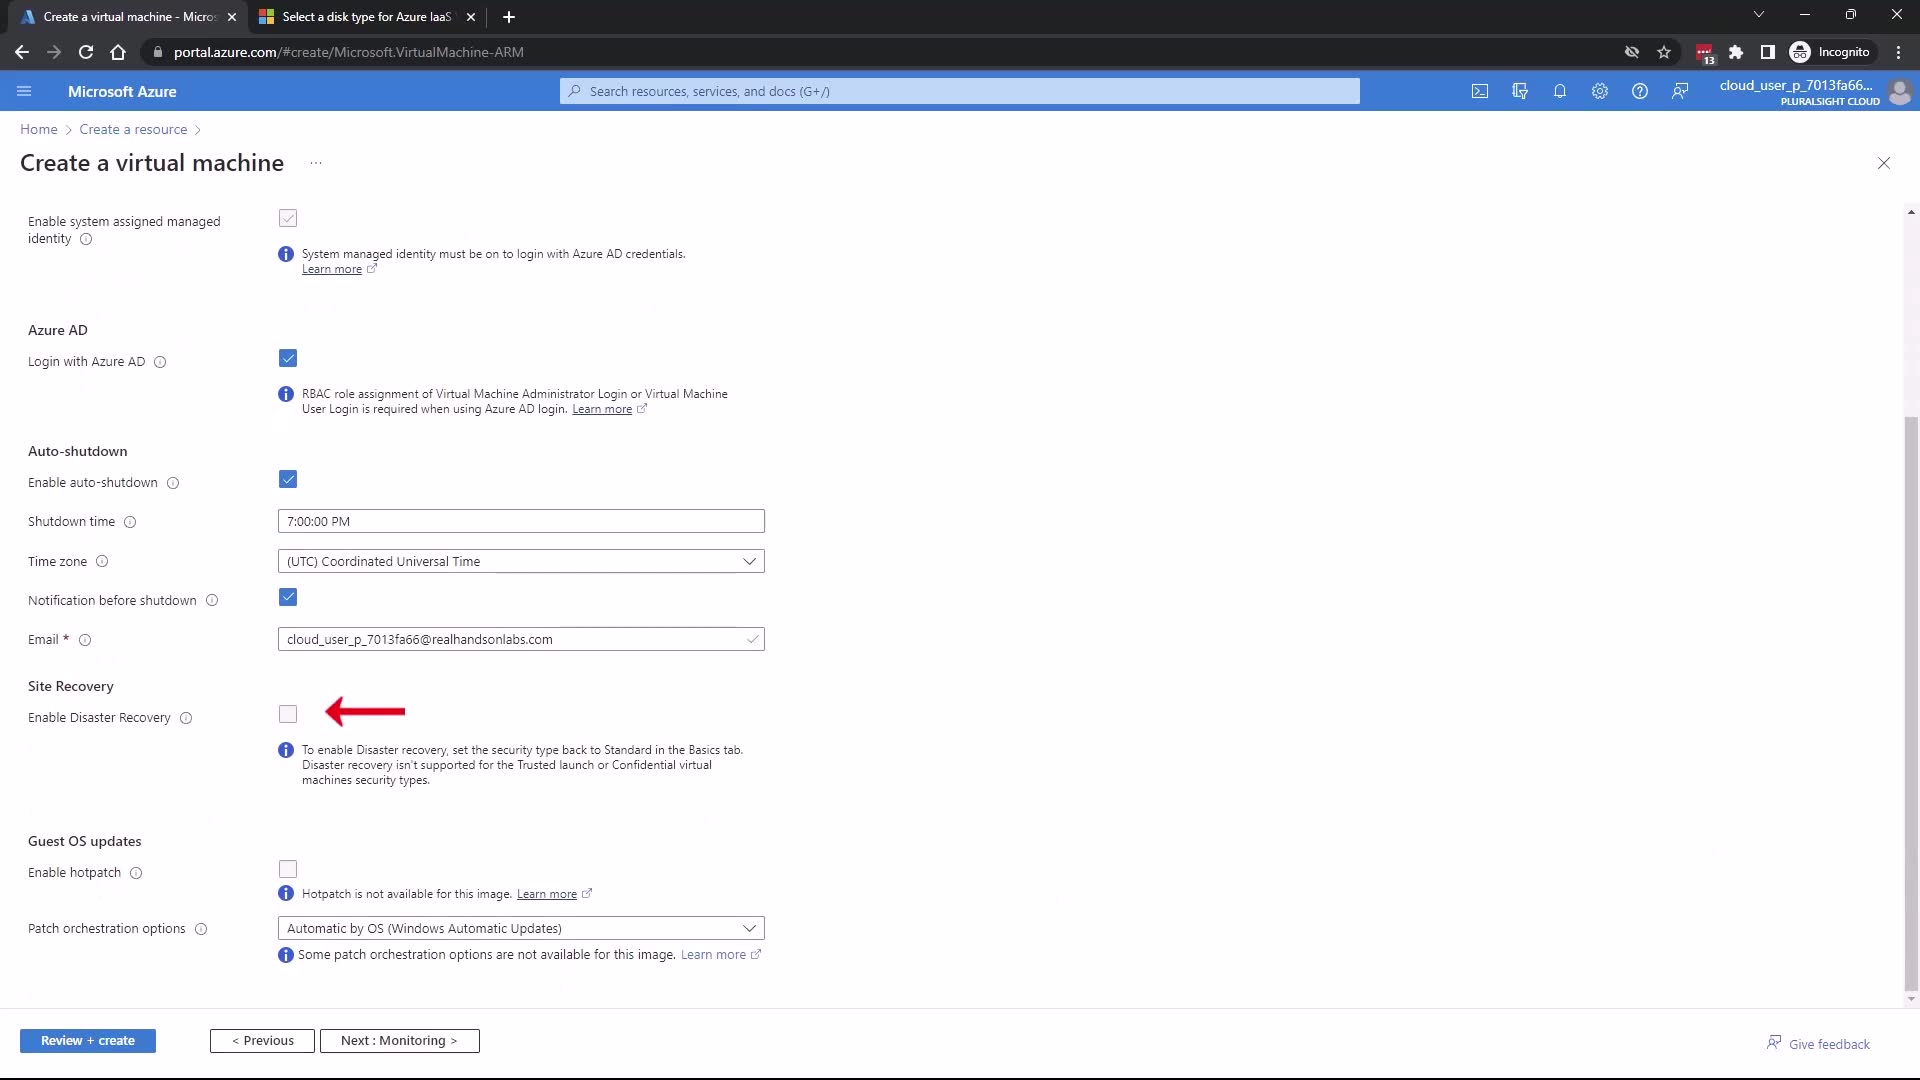 Create a virtual machine - Micros
Select a disk type for Azure IaaS
portal.azure.com/#create/Microsoft.VirtualMachine-ARM
13
Incognito
Microsoft Azure
Search resources, services, and docs (G+/)
cloud_user_p_7013fa66...
PLURALSIGHT CLOUD
Home > Create a resource >
Create a virtual machine ...
Enable system assigned managed
identity
System managed identity must be on to login with Azure AD credentials.
Learn more
Azure AD
Login with Azure AD
RBAC role assignment of Virtual Machine Administrator Login or Virtual Machine
User Login is required when using Azure AD login. Learn more
Auto-shutdown
Enable auto-shutdown
Shutdown time
7:00:00 PM
Time zone
(UTC) Coordinated Universal Time
Notification before shutdown
Email *
cloud_user_p_7013fa66@realhandsonlabs.com
Site Recovery
Enable Disaster Recovery
To enable Disaster recovery, set the security type back to Standard in the Basics tab.
Disaster recovery isn't supported for the Trusted launch or Confidential virtual
machines security types.
Guest OS updates
Enable hotpatch
Hotpatch is not available for this image. Learn more
Patch orchestration options
Automatic by OS (Windows Automatic Updates)
Some patch orchestration options are not available for this image. Learn more
Review + create
< Previous
Next : Monitoring >
Give feedback